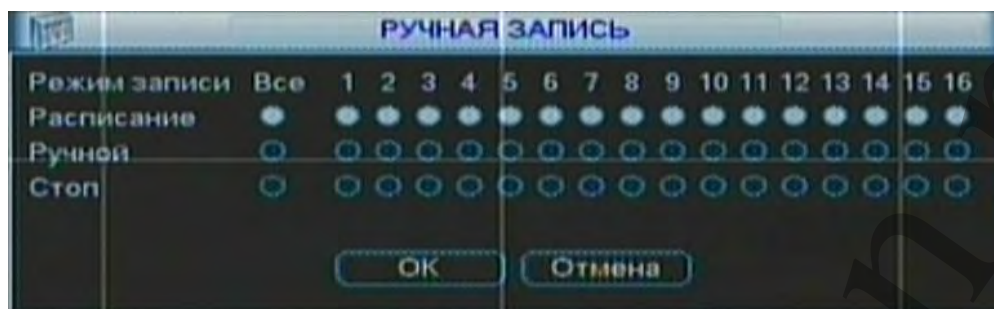 РУЧНАЯ ЗАПИСЬ
Режим записи Все 1 2 3 4 5 6 7 8 9 10 11 12 13 14 15 16
Расписание
Ручной
Стоп
ОК Отмена